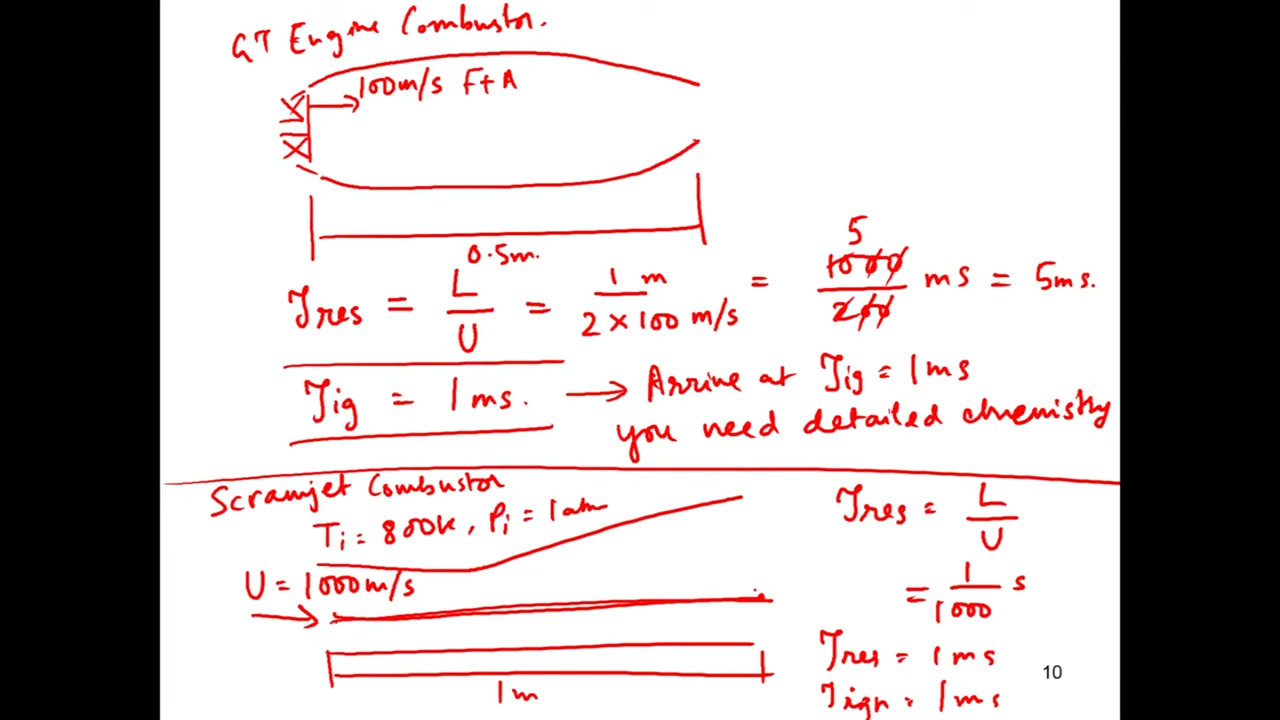 GT Engine Combustor.
100m/s F+A
0.5m.
τres = L/U = 1 m / 2 × 100 m/s = 1000/200 ms = 5ms.
5
τig = 1ms. → Arrive at τig = 1ms
you need detailed chemistry
Scramjet Combustor
Ti = 800K, Pi = 1atm
U = 1000m/s
1m
τres = L/U
= 1/1000 s
τres = 1ms
τign = 1ms
10